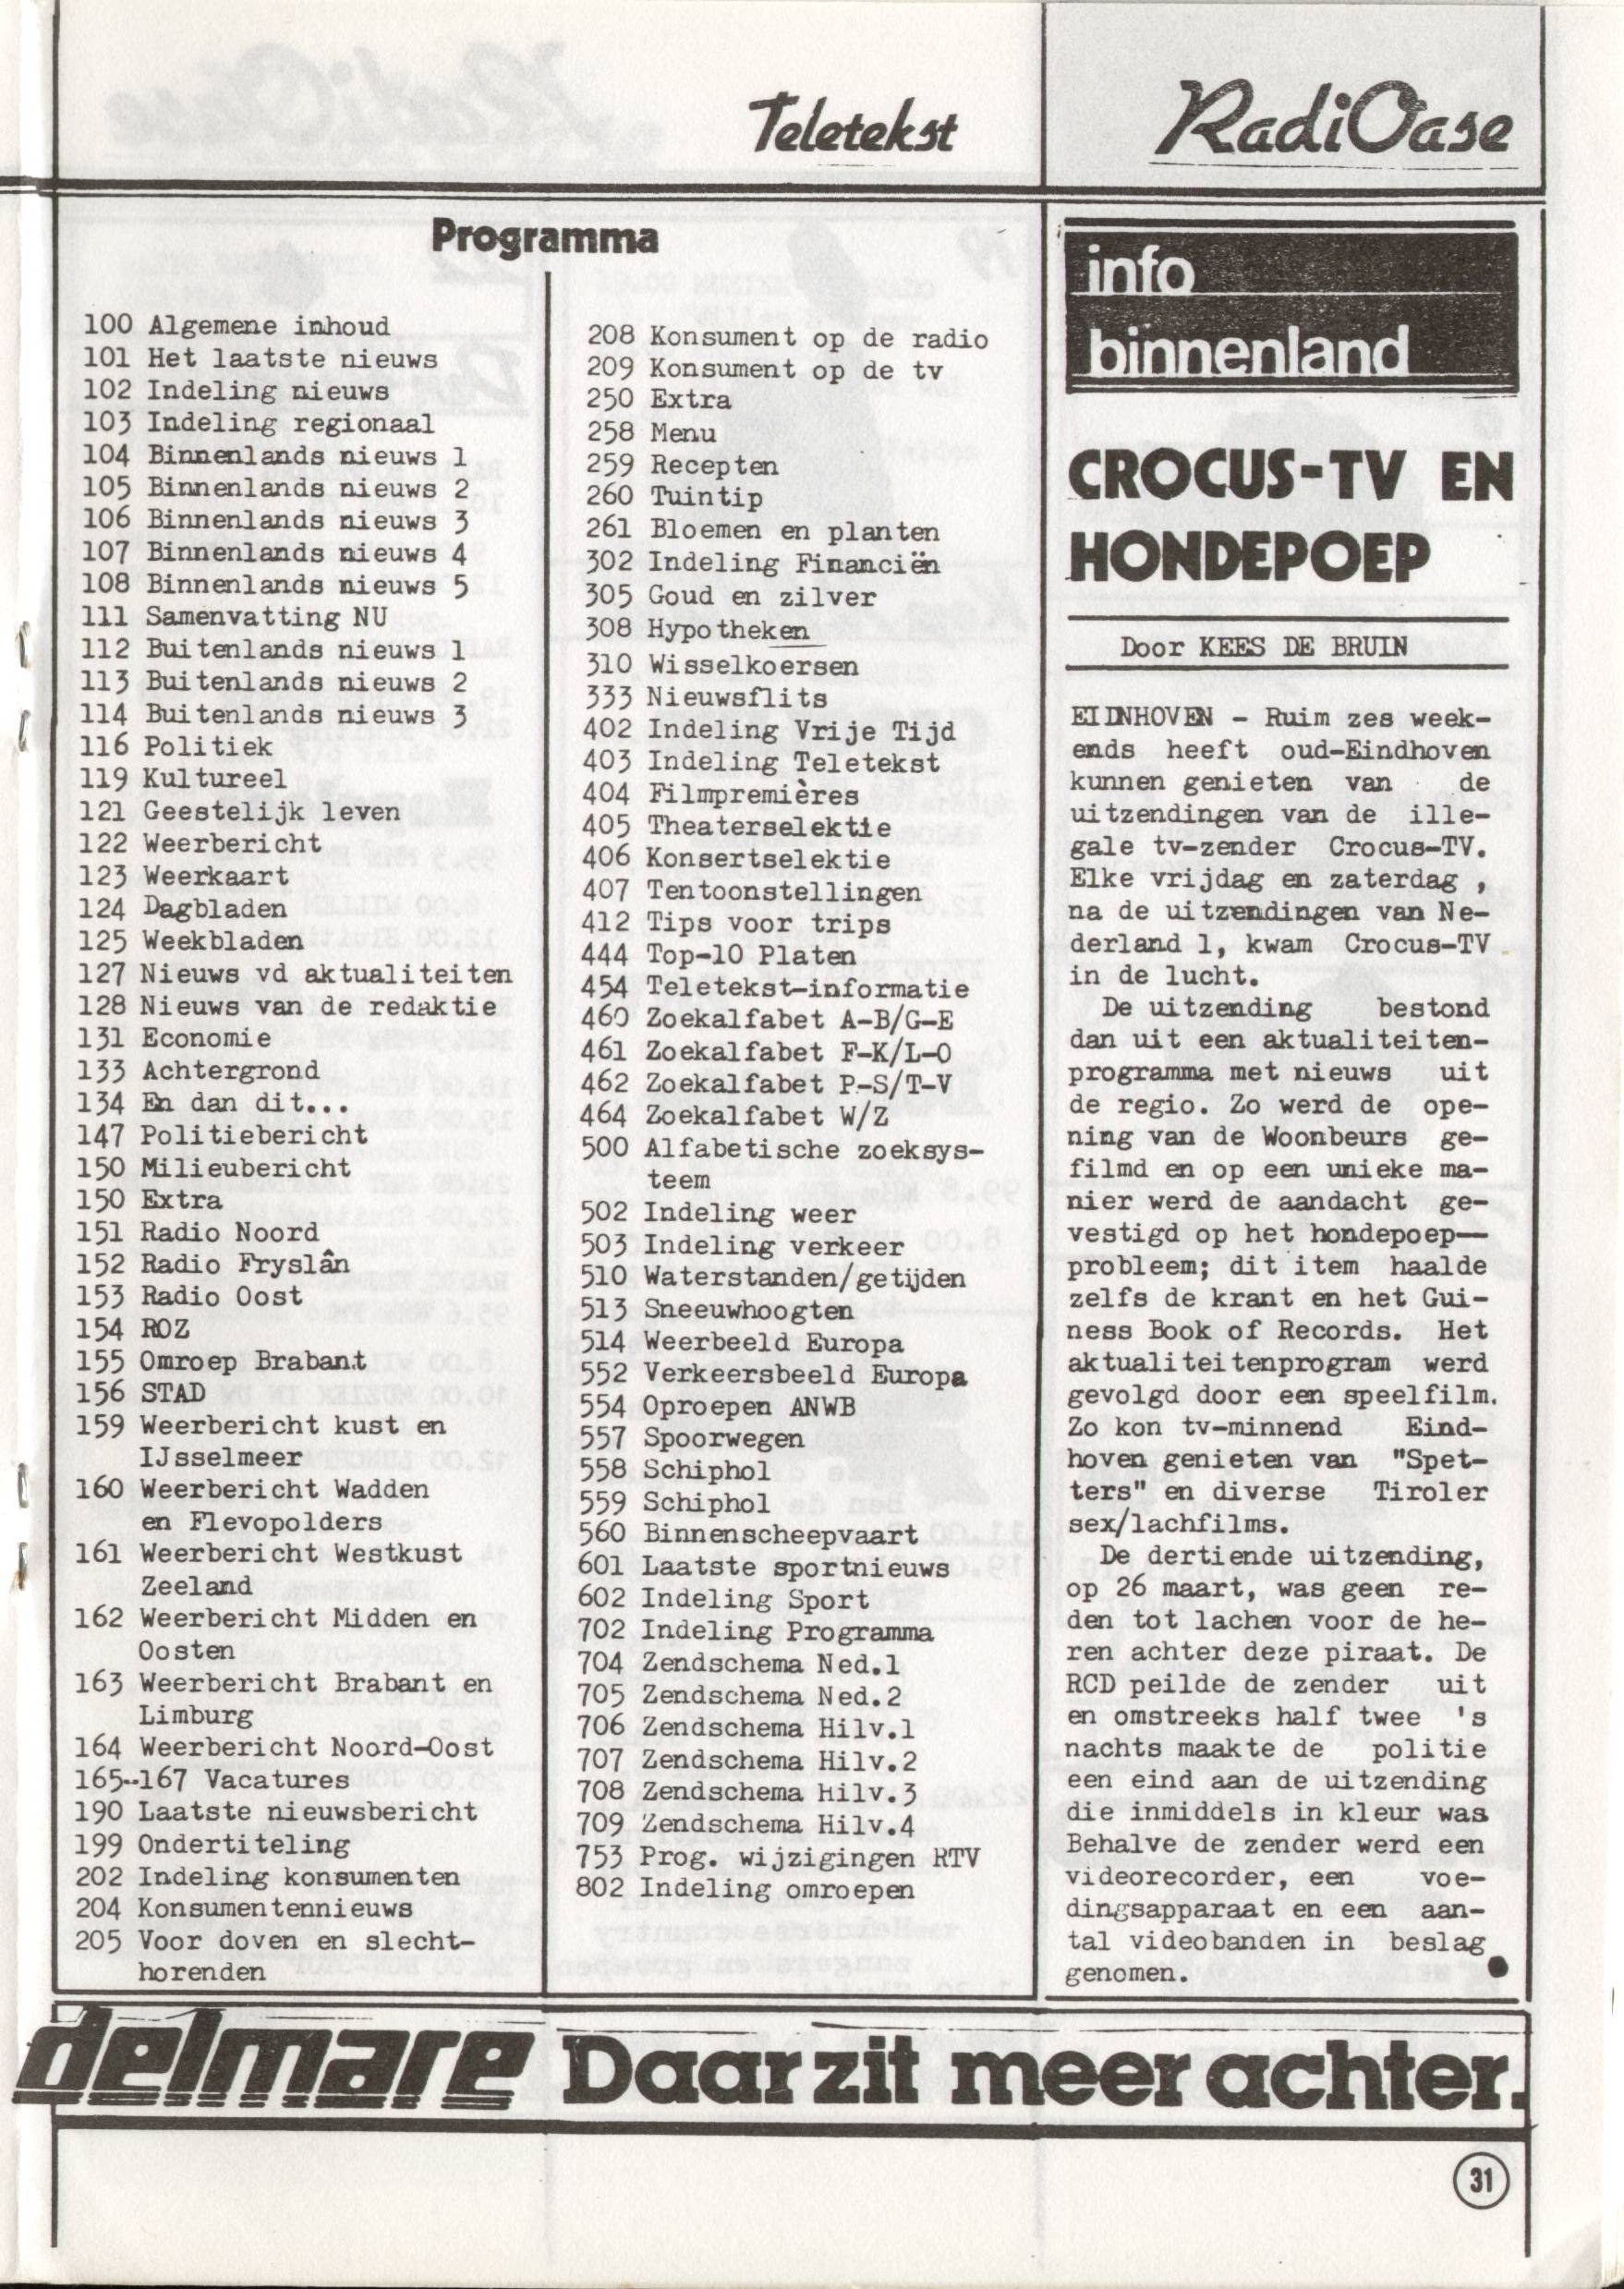 Teletekst
RadiOase
Programma
100 Algemene inhoud
101 Het laatste nieuws
102 Indeling nieuws
103 Indeling regionaal
104 Binnenlands nieuws 1
105 Binnenlands nieuws 2
106 Binnenlands nieuws 3
107 Binnenlands nieuws 4
108 Binnenlands nieuws 5
111 Samenvatting NU
112 Buitenlands nieuws 1
113 Buitenlands nieuws 2
114 Buitenlands nieuws 3
116 Politiek
119 Kultureel
121 Geestelijk leven
122 Weerbericht
123 Weerkaart
124 Dagbladen
125 Weekbladen
127 Nieuws vd aktualiteiten
128 Nieuws van de redaktie
131 Economie
133 Achtergrond
134 En dan dit...
147 Politiebericht
150 Milieubericht
150 Extra
151 Radio Noord
152 Radio Fryslân
153 Radio Oost
154 ROZ
155 Omroep Brabant
156 STAD
159 Weerbericht kust en
IJsselmeer
160 Weerbericht Wadden
en Flevopolders
161 Weerbericht Westkust
Zeeland
162 Weerbericht Midden en
Oosten
163 Weerbericht Brabant en
Limburg
164 Weerbericht Noord-Oost
165--167 Vacatures
190 Laatste nieuwsbericht
199 Ondertiteling
202 Indeling konsumenten
204 Konsumentennieuws
205 Voor doven en slecht-
horenden
208 Konsument op de radio
209 Konsument op de tv
250 Extra
258 Menu
259 Recepten
260 Tuintip
261 Bloemen en planten
302 Indeling Financiën
305 Goud en zilver
308 Hypotheken
310 Wisselkoersen
333 Nieuwsflits
402 Indeling Vrije Tijd
403 Indeling Teletekst
404 Filmpremières
405 Theaterselektie
406 Konsertselektie
407 Tentoonstellingen
412 Tips voor trips
444 Top-10 Platen
454 Teletekst-informatie
460 Zoekalfabet A-B/G-E
461 Zoekalfabet F-K/L-O
462 Zoekalfabet P-S/T-V
464 Zoekalfabet W/Z
500 Alfabetische zoeksys-
teem
502 Indeling weer
503 Indeling verkeer
510 Waterstanden/getijden
513 Sneeuwhoogten
514 Weerbeeld Europa
552 Verkeersbeeld Europa
554 Oproepen ANWB
557 Spoorwegen
558 Schiphol
559 Schiphol
560 Binnenscheepvaart
601 Laatste sportnieuws
602 Indeling Sport
702 Indeling Programma
704 Zendschema Ned.1
705 Zendschema Ned.2
706 Zendschema Hilv.1
707 Zendschema Hilv.2
708 Zendschema Hilv.3
709 Zendschema Hilv.4
753 Prog. wijzigingen RTV
802 Indeling omroepen
info
binnenland
CROCUS-TV EN
HONDEPOEP
Door KEES DE BRUIN
EIDNHOVEN - Ruim zes week-
ends heeft oud-Eindhoven
kunnen genieten van de
uitzendingen van de ille-
gale tv-zender Crocus-TV.
Elke vrijdag en zaterdag ,
na de uitzendingen van Ne-
derland 1, kwam Crocus-TV
in de lucht.
De uitzending bestond
dan uit een aktualiteiten-
programma met nieuws uit
de regio. Zo werd de ope-
ning van de Woonbeurs ge-
filmd en op een unieke ma-
nier werd de aandacht ge-
vestigd op het hondepoep-
probleem; dit item haalde
zelfs de krant en het Gui-
ness Book of Records. Het
aktualiteitenprogram werd
gevolgd door een speelfilm.
Zo kon tv-minnend Eind-
hoven genieten van "Spet-
ters" en diverse Tiroler
sex/lachfilms.
De dertiende uitzending,
op 26 maart, was geen re-
den tot lachen voor de he-
ren achter deze piraat. De
RCD peilde de zender uit
en omstreeks half twee 's
nachts maakte de politie
een eind aan de uitzending
die inmiddels in kleur was
Behalve de zender werd een
videorecorder, een voe-
dingsapparaat en een aan-
tal videobanden in beslag
genomen.
delmare Daar zit meer achter.
31